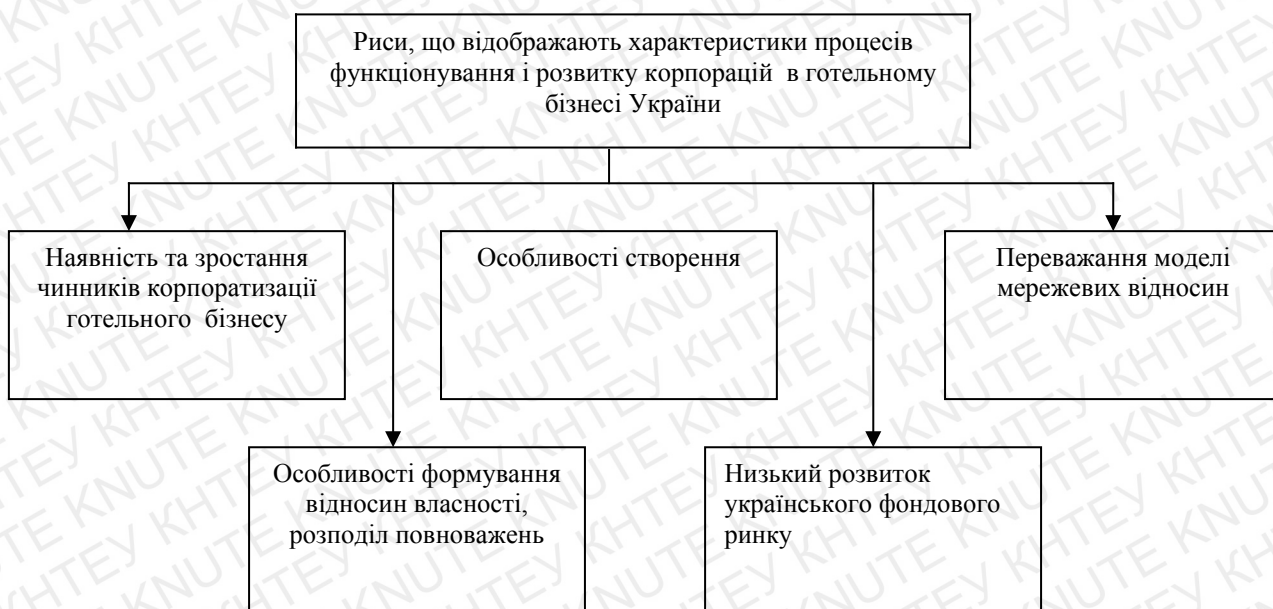 Риси, що відображають характеристики процесів
функціонування і розвитку корпорацій в готельному
бізнесі України
Наявність та зростання
чинників корпоратизації
готельного бізнесу
Особливості створення
Переважання моделі
мережевих відносин
Особливості формування
відносин власності,
розподіл повноважень
Низький розвиток
українського фондового
ринку